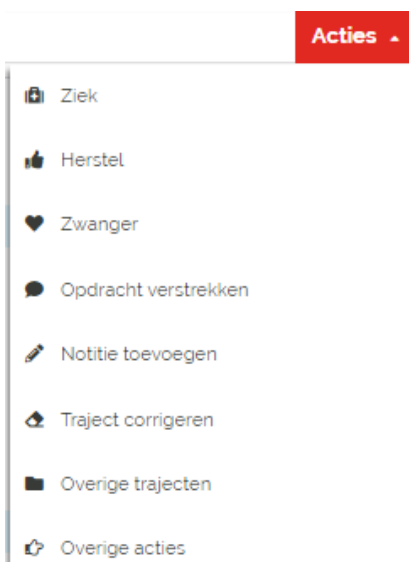 Acties
Ziek
Herstel
Zwanger
Opdracht verstrekken
Notitie toevoegen
Traject corrigeren
Overige trajecten
Overige acties